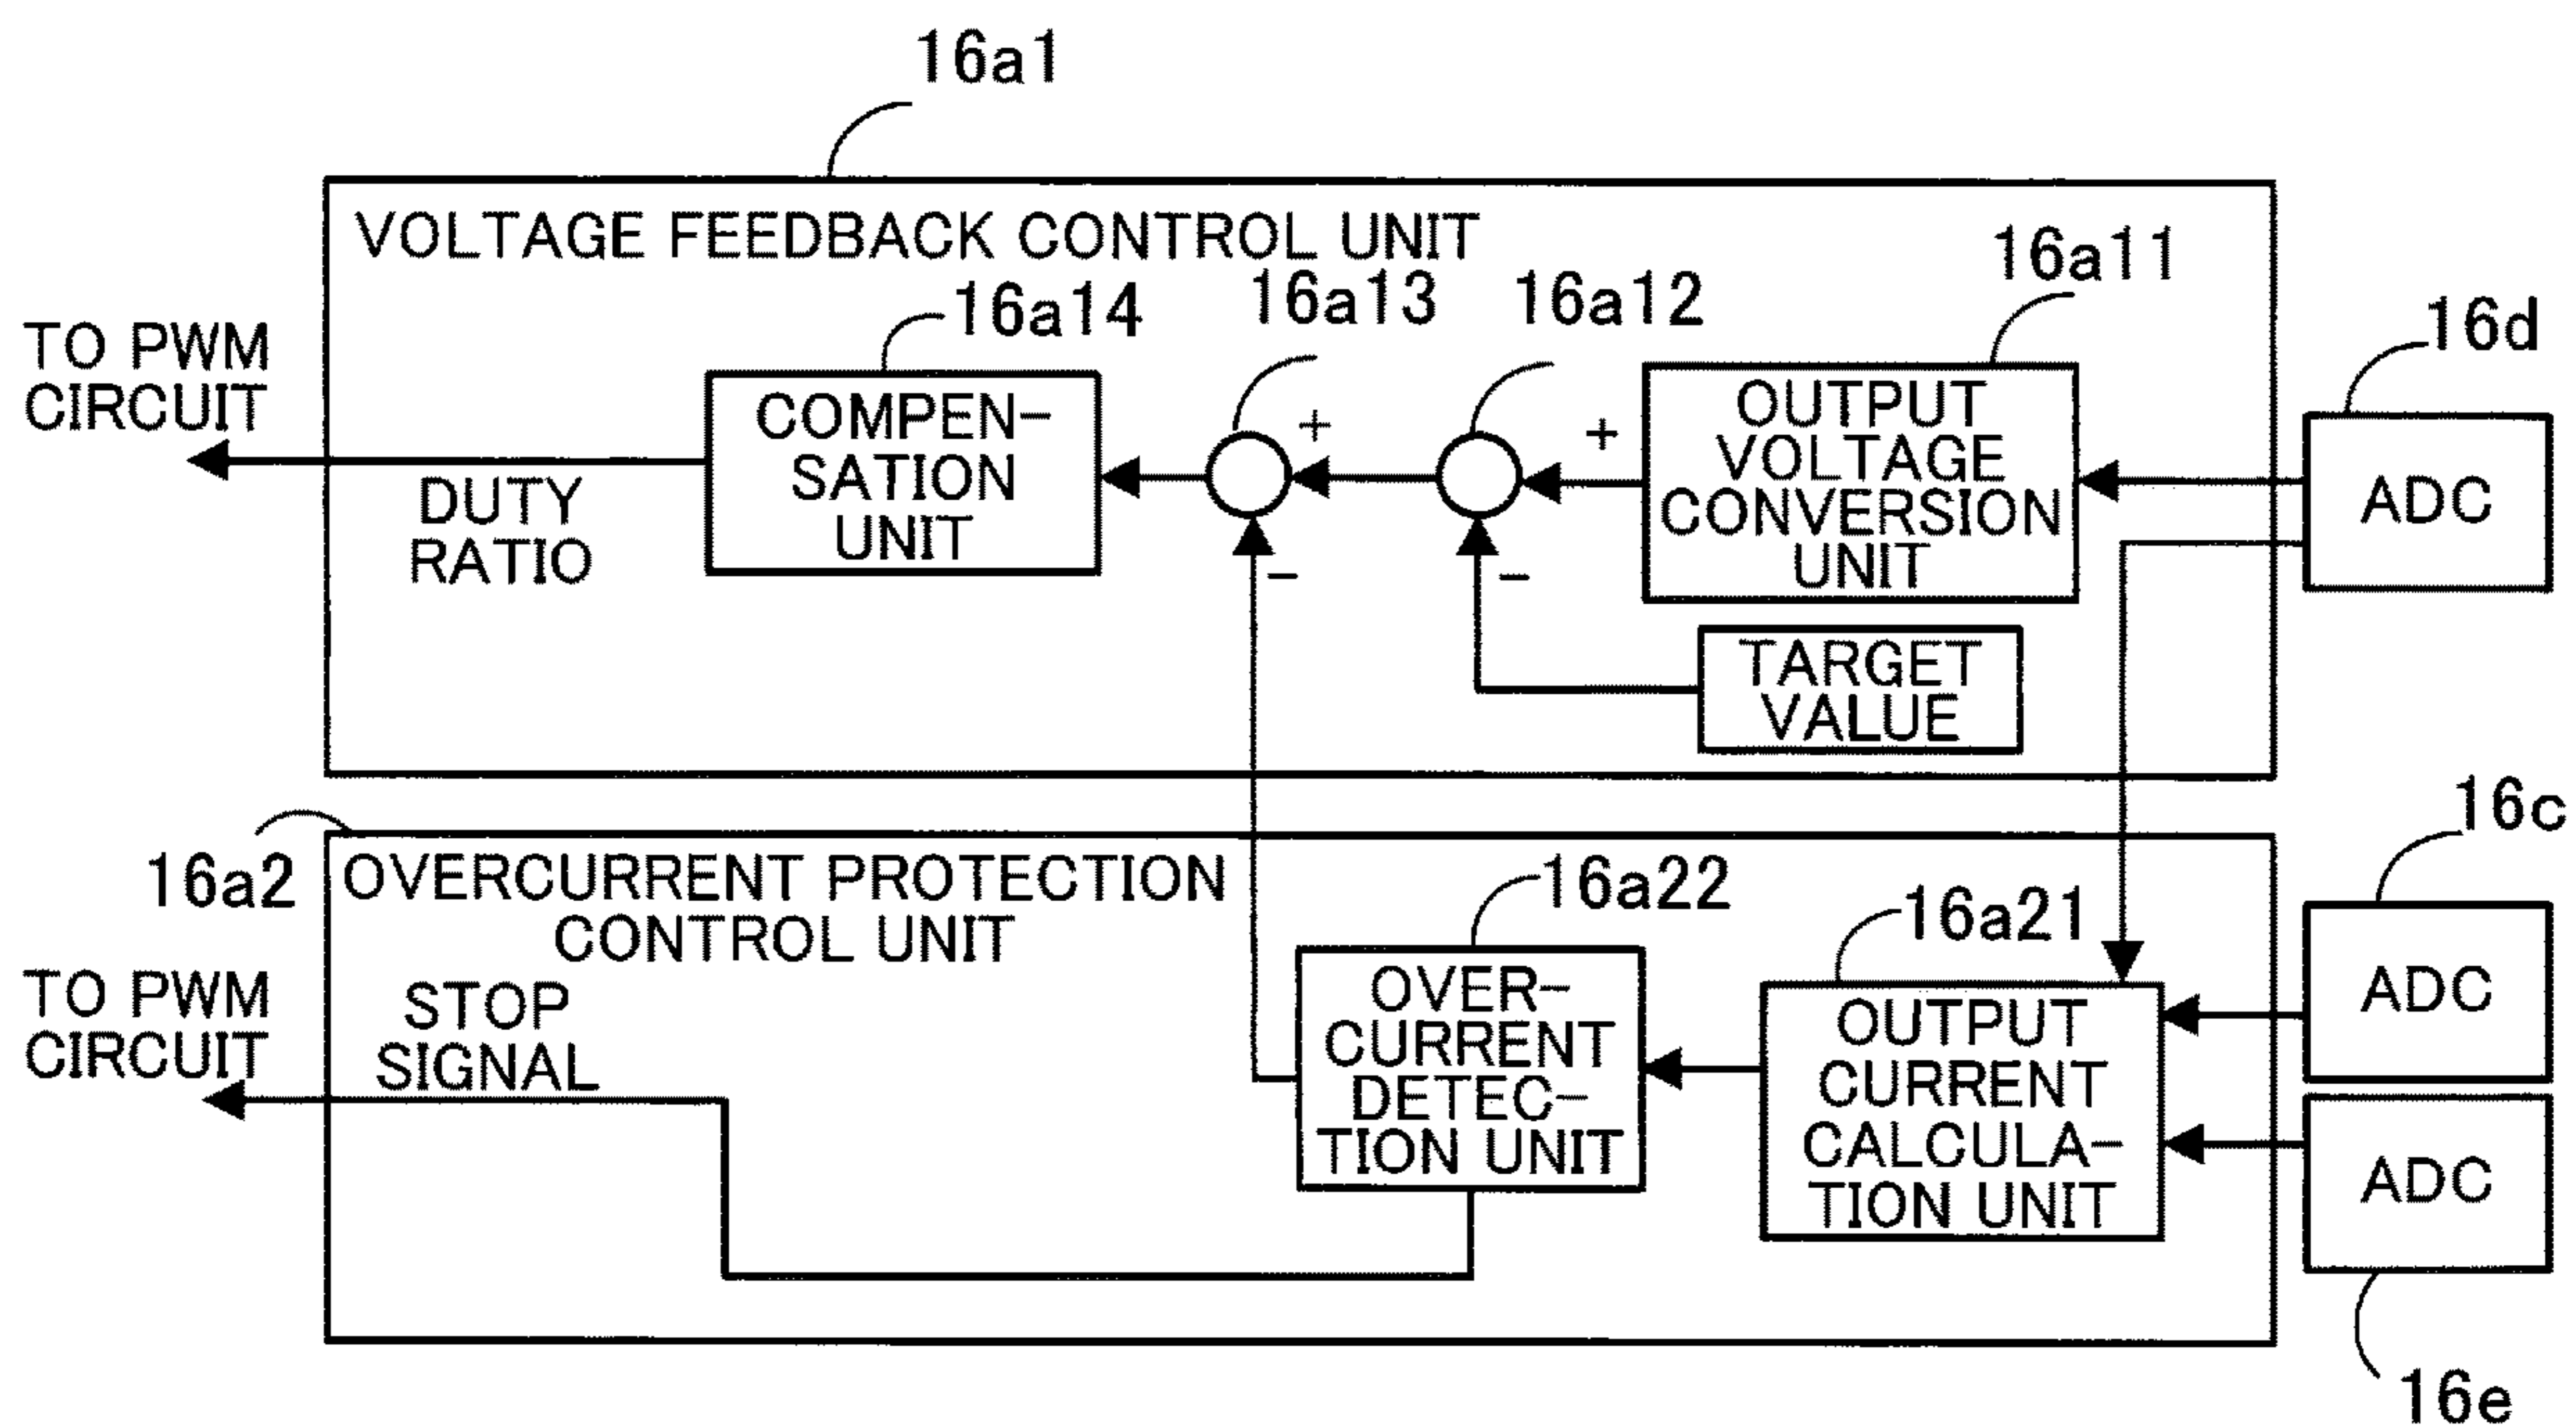 16a1
VOLTAGE FEEDBACK CONTROL UNIT
16a11
16a14
16a13
16a12
16d
TO PWM
CIRCUIT
COMPEN-
SATION
UNIT
+
+
OUTPUT
VOLTAGE
CONVERSION
UNIT
ADC
DUTY
RATIO
-
-
TARGET
VALUE
16c
16a2
OVERCURRENT PROTECTION
CONTROL UNIT
16a22
16a21
TO PWM
CIRCUIT
STOP
SIGNAL
OVER-
CURRENT
DETEC-
TION UNIT
OUTPUT
CURRENT
CALCULA-
TION UNIT
ADC
ADC
16e